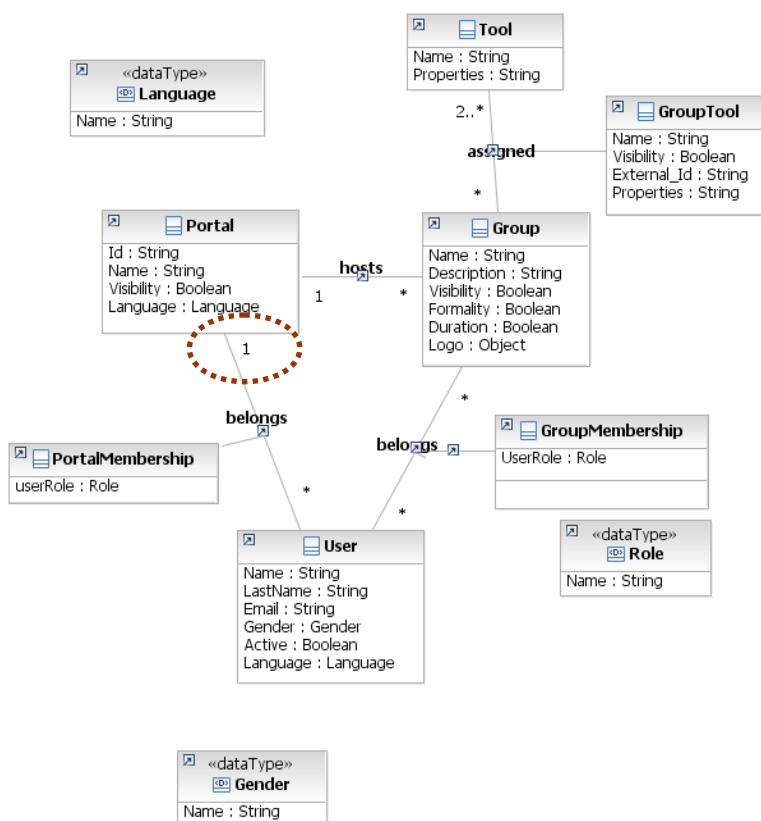 Tool
Name : String
Properties : String
«dataType»
Language
Name : String
2..*
GroupTool
Name : String
Visibility : Boolean
External_Id : String
Properties : String
assigned
*
Portal
Id : String
Name : String
Visibility : Boolean
Language : Language
hosts
1
*
Group
Name : String
Description : String
Visibility : Boolean
Formality : Boolean
Duration : Boolean
Logo : Object
1
*
belongs
belongs
GroupMembership
UserRole : Role
PortalMembership
userRole : Role
*
*
«dataType»
Role
Name : String
User
Name : String
LastName : String
Email : String
Gender : Gender
Active : Boolean
Language : Language
«dataType»
Gender
Name : String